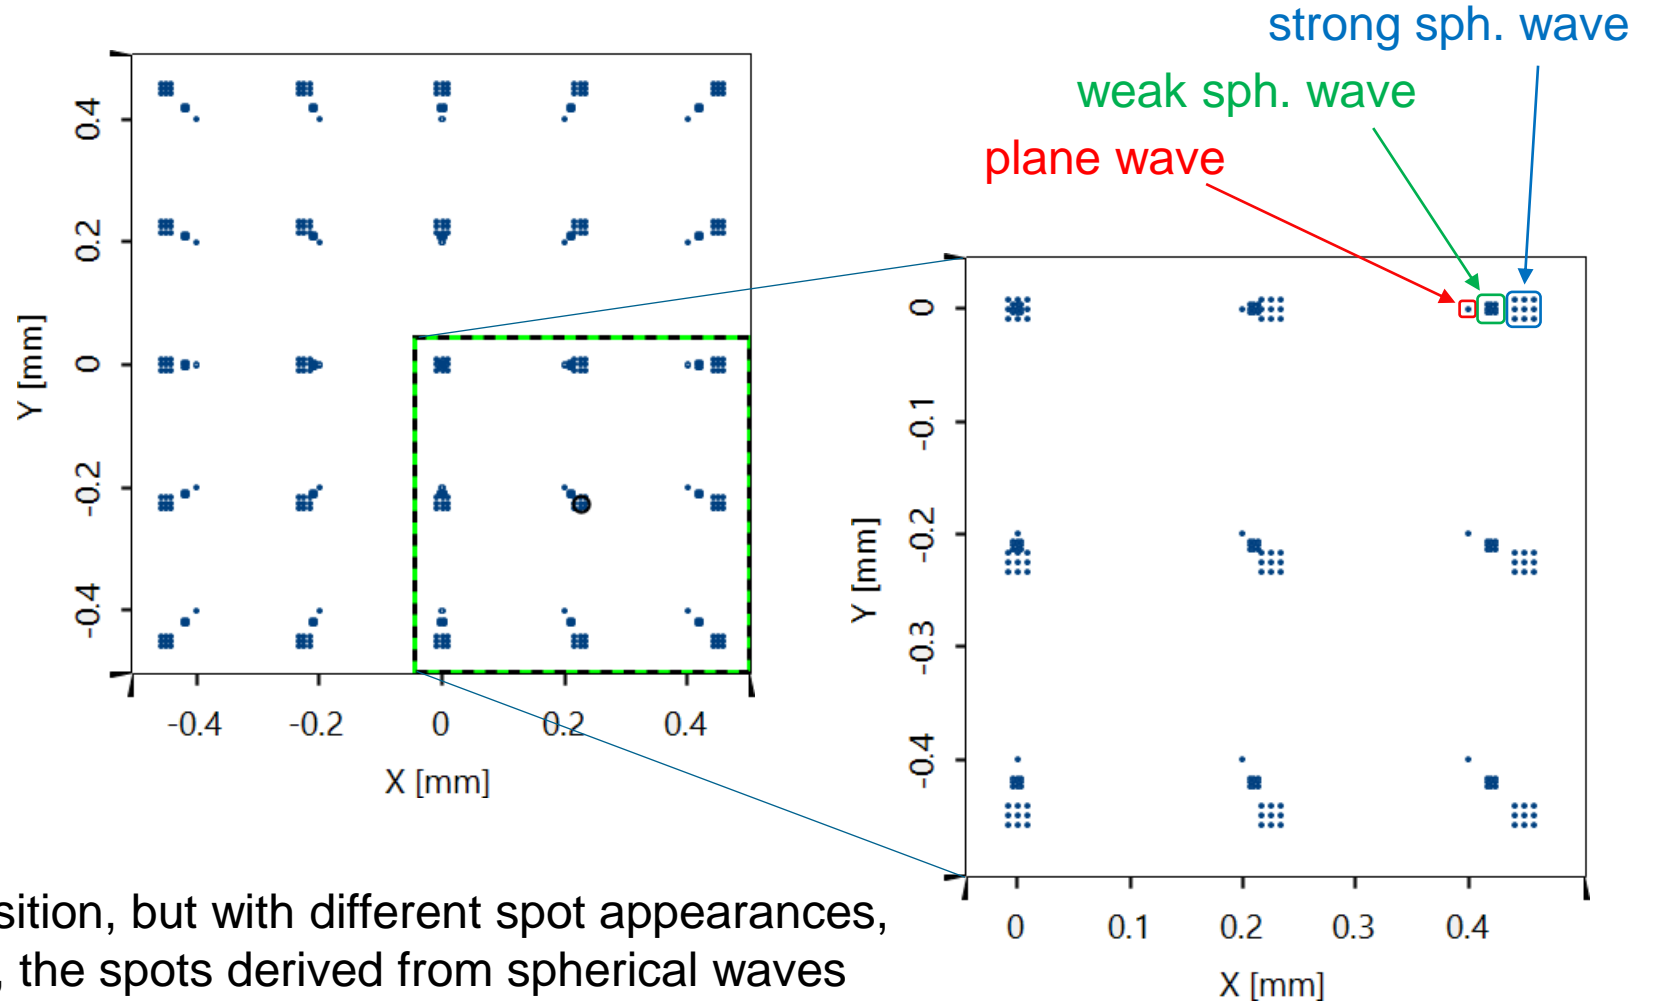 strong sph. wave
weak sph. wave
plane wave
0.4
0.2
0
-0.2
-0.4
Y [mm]
-0.4
-0.2
0
0.2
0.4
X [mm]
0
-0.1
-0.2
-0.3
-0.4
Y [mm]
0
0.1
0.2
0.3
0.4
X [mm]
sition, but with different spot appearances,
, the spots derived from spherical waves